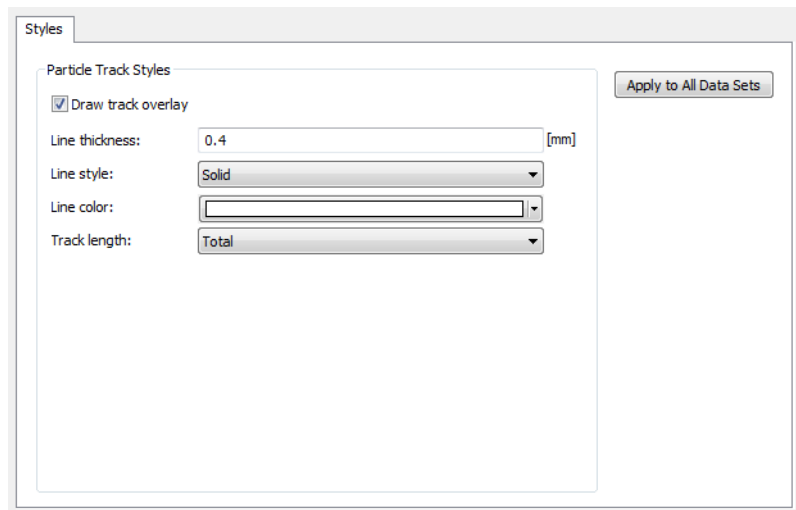 Styles
Particle Track Styles
Apply to All Data Sets
Draw track overlay
Line thickness: 0.4 [mm]
Line style: Solid
Line color:
Track length: Total